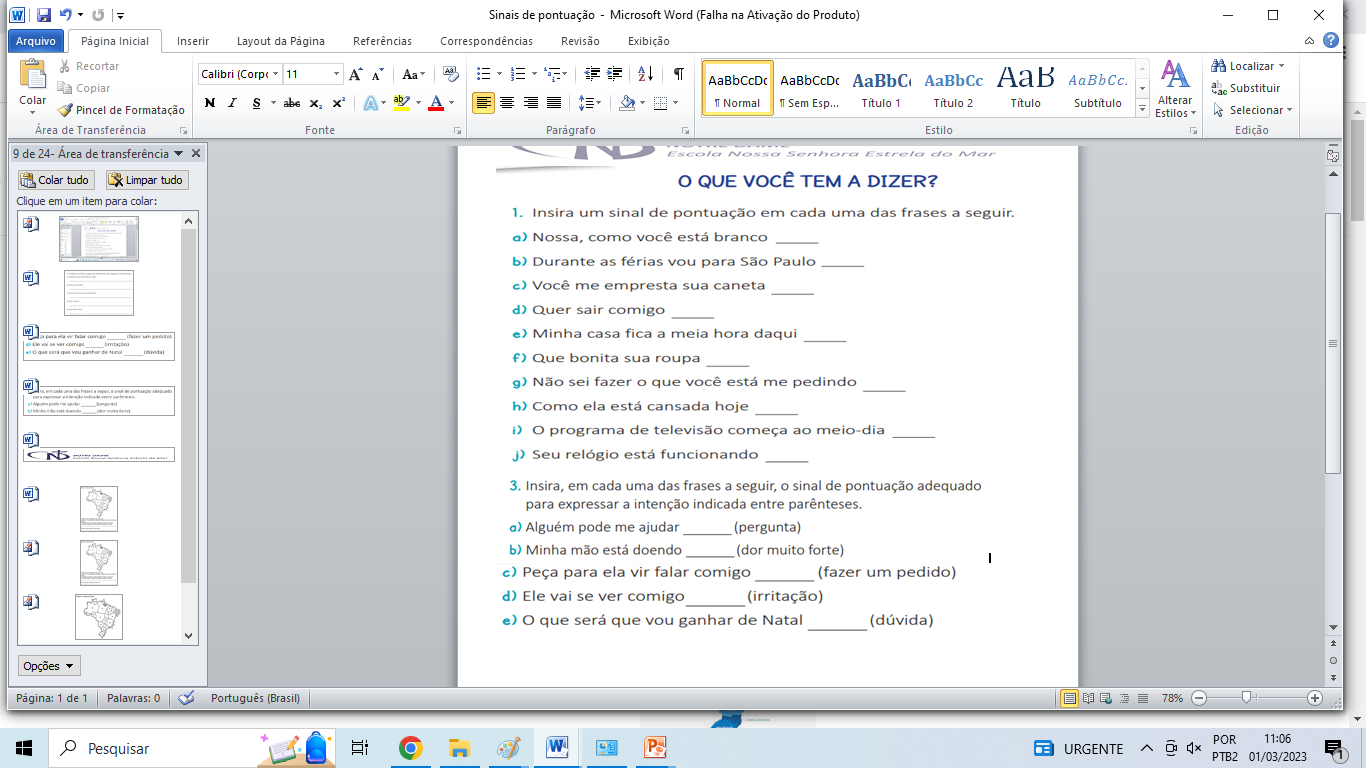 Sinais de pontuação - Microsoft Word (Falha na Ativação do Produto)
Arquivo Página Inicial Inserir Layout da Página Referências Correspondências Revisão Exibição
Colar
Recortar
Copiar
Pincel de Formatação
Área de Transferência
Calibri (Corpo 11
N I S abc x₂ x²
Fonte
Parágrafo
AaBbCcDc AaBbCcDc AaBbCc AaBbCc AaB AaBbCc.
¶ Normal ¶ Sem Esp... Título 1 Título 2 Título Subtítulo
Alterar
Estilos
Estilo
Localizar
Substituir
Selecionar
Edição
9 de 24- Área de transferência
Colar tudo Limpar tudo
Clique em um item para colar:
Opções
Escola Nossa Senhora Estrela do Mar
O QUE VOCÊ TEM A DIZER?
1. Insira um sinal de pontuação em cada uma das frases a seguir.
a) Nossa, como você está branco _____
b) Durante as férias vou para São Paulo _____
c) Você me empresta sua caneta _____
d) Quer sair comigo _____
e) Minha casa fica a meia hora daqui _____
f) Que bonita sua roupa _____
g) Não sei fazer o que você está me pedindo _____
h) Como ela está cansada hoje _____
i) O programa de televisão começa ao meio-dia _____
j) Seu relógio está funcionando _____
3. Insira, em cada uma das frases a seguir, o sinal de pontuação adequado
para expressar a intenção indicada entre parênteses.
a) Alguém pode me ajudar _______ (pergunta)
b) Minha mão está doendo _______ (dor muito forte)
c) Peça para ela vir falar comigo _______ (fazer um pedido)
d) Ele vai se ver comigo _______ (irritação)
e) O que será que vou ganhar de Natal _______ (dúvida)
Página: 1 de 1 Palavras: 0 Português (Brasil) 78%
Pesquisar
URGENTE
POR
PTB2
11:06
01/03/2023
1